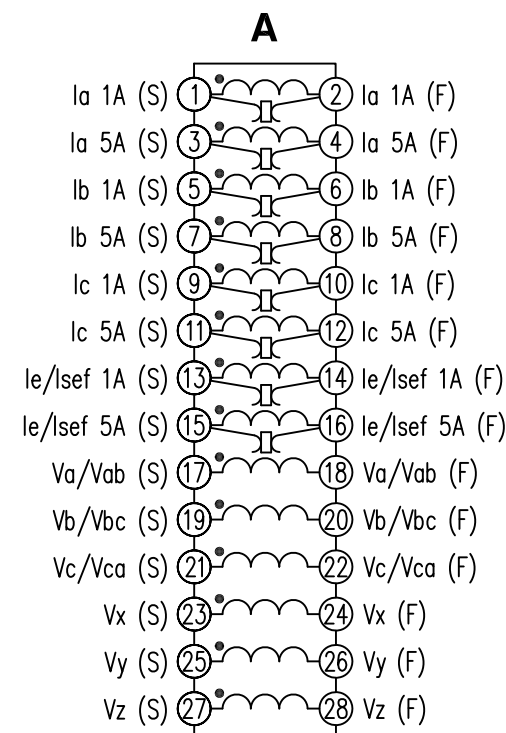 A
Ia 1A (S) 1 2 Ia 1A (F)
Ia 5A (S) 3 4 Ia 5A (F)
Ib 1A (S) 5 6 Ib 1A (F)
Ib 5A (S) 7 8 Ib 5A (F)
Ic 1A (S) 9 10 Ic 1A (F)
Ic 5A (S) 11 12 Ic 5A (F)
Ie/Isef 1A (S) 13 14 Ie/Isef 1A (F)
Ie/Isef 5A (S) 15 16 Ie/Isef 5A (F)
Va/Vab (S) 17 18 Va/Vab (F)
Vb/Vbc (S) 19 20 Vb/Vbc (F)
Vc/Vca (S) 21 22 Vc/Vca (F)
Vx (S) 23 24 Vx (F)
Vy (S) 25 26 Vy (F)
Vz (S) 27 28 Vz (F)